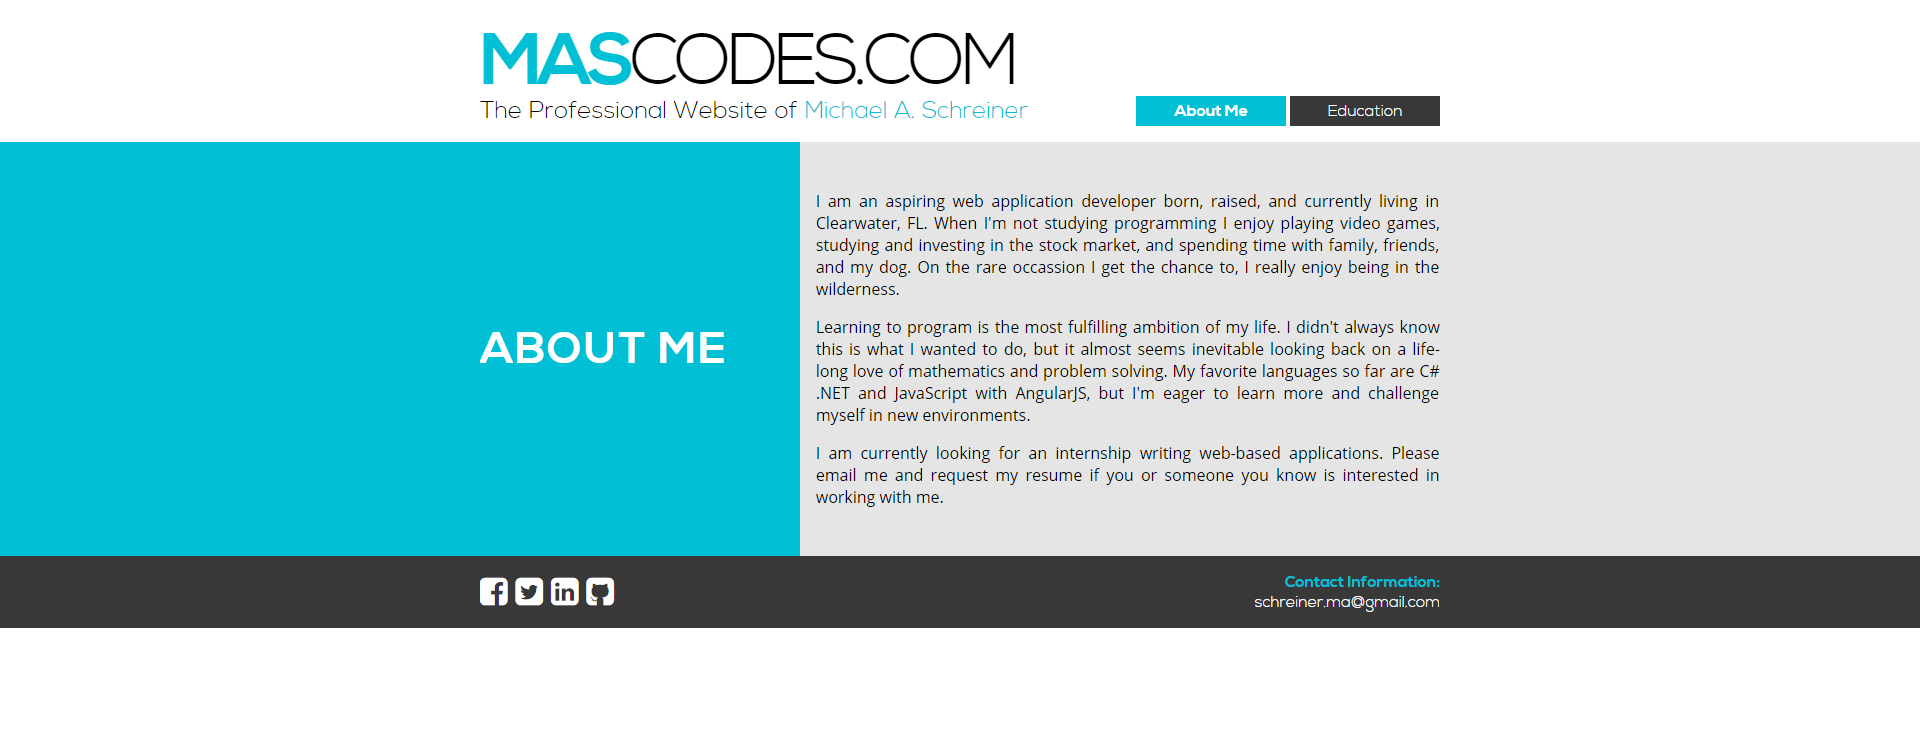 MASCODES.COM
The Professional Website of Michael A. Schreiner
About Me
Education
ABOUT ME
I am an aspiring web application developer born, raised, and currently living in
Clearwater, FL. When I'm not studying programming I enjoy playing video games,
studying and investing in the stock market, and spending time with family, friends,
and my dog. On the rare occassion I get the chance to, I really enjoy being in the
wilderness.
Learning to program is the most fulfilling ambition of my life. I didn't always know
this is what I wanted to do, but it almost seems inevitable looking back on a life-
long love of mathematics and problem solving. My favorite languages so far are C#
.NET and JavaScript with AngularJS, but I'm eager to learn more and challenge
myself in new environments.
I am currently looking for an internship writing web-based applications. Please
email me and request my resume if you or someone you know is interested in
working with me.
Contact Information:
schreiner.ma@gmail.com